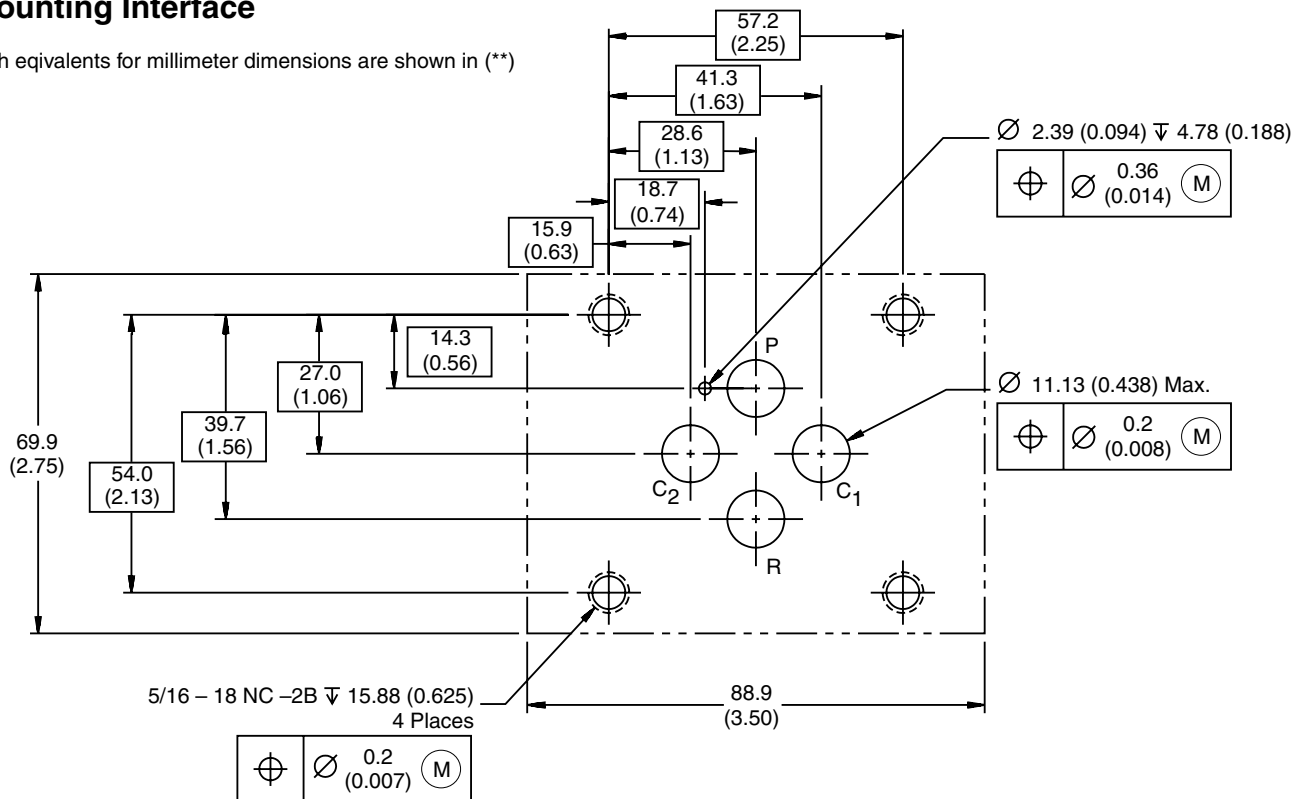 ounting Interface
h eqivalents for millimeter dimensions are shown in (**)
57.2
(2.25)
41.3
(1.63)
28.6
(1.13)
18.7
(0.74)
15.9
(0.63)
⌀ 2.39 (0.094) ↧ 4.78 (0.188)
⌖ ⌀ 0.36 (0.014) Ⓜ
14.3
(0.56)
27.0
(1.06)
39.7
(1.56)
54.0
(2.13)
69.9
(2.75)
P
C2
C1
R
⌀ 11.13 (0.438) Max.
⌖ ⌀ 0.2 (0.008) Ⓜ
5/16 – 18 NC –2B ↧ 15.88 (0.625)
4 Places
⌖ ⌀ 0.2 (0.007) Ⓜ
88.9
(3.50)